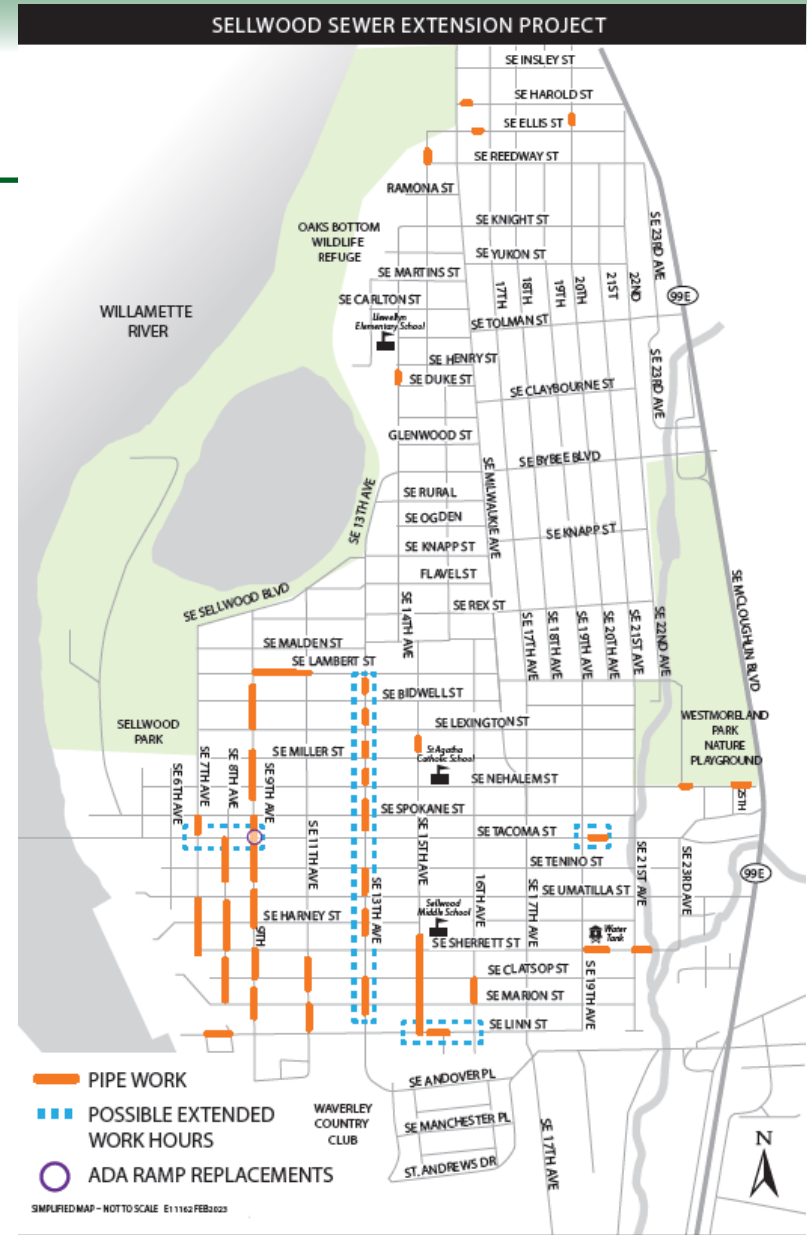 SELLWOOD SEWER EXTENSION PROJECT
SE INSLEY ST
SE HAROLD ST
SE ELLIS ST
SE REEDWAY ST
RAMONA ST
SE KNIGHT ST
OAKS BOTTOM
WILDLIFE
REFUGE
SE YUKON ST
SE 23RD AVE
SE MARTINS ST
17TH
18TH
19TH
20TH
21ST
22ND
99E
SE CARLTON ST
WILLAMETTE
RIVER
Llewellyn
Elementary School
SE TOLMAN ST
SE HENRY ST
SE DUKE ST
SE CLAYBOURNE ST
SE 23RD AVE
GLENWOOD ST
SE BYBEE BLVD
SE MILWAUKIE AVE
SE 13TH AVE
SE RURAL
SE OGDEN
SE KNAPP ST
SE KNAPP ST
FLAVEL ST
SE MCLOUGHLIN BLVD
SE SELLWOOD BLVD
SE 14TH AVE
SE REX ST
SE 17TH AVE
SE 18TH AVE
SE 19TH AVE
SE 20TH AVE
SE 21ST AVE
SE 22ND AVE
SE MALDEN ST
SE LAMBERT ST
SE BIDWELL ST
SELLWOOD
PARK
SE LEXINGTON ST
WESTMORELAND
PARK
NATURE
PLAYGROUND
SE MILLER ST
St Agatha
Catholic School
SE NEHALEM ST
SE 6TH AVE
SE 7TH AVE
SE 8TH AVE
SE 9TH AVE
25TH
SE SPOKANE ST
SE 11TH AVE
SE 15TH AVE
SE TACOMA ST
SE TENINO ST
SE 21ST AVE
SE 23RD AVE
99E
SE 13TH AVE
16TH AVE
SE 17TH AVE
SE UMATILLA ST
SE HARNEY ST
9TH
Sellwood
Middle School
SE SHERRETT ST
Water
Tank
SE CLATSOP ST
SE MARION ST
SE 19TH AVE
SE LINN ST
SE ANDOVER PL
PIPE WORK
POSSIBLE EXTENDED
WORK HOURS
WAVERLEY
COUNTRY
CLUB
SE MANCHESTER PL
ST. ANDREWS DR
SE 17TH AVE
N
ADA RAMP REPLACEMENTS
SIMPLIFIED MAP – NOT TO SCALE E11162 FEB2023